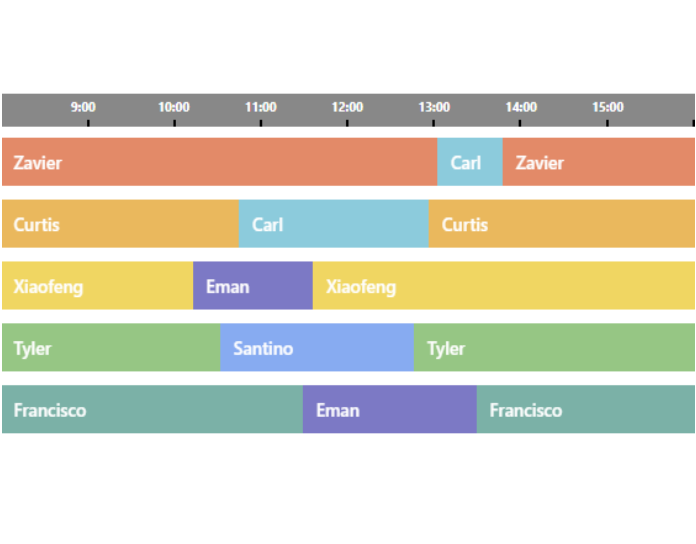 9:00 10:00 11:00 12:00 13:00 14:00 15:00
Zavier Carl Zavier
Curtis Carl Curtis
Xiaofeng Eman Xiaofeng
Tyler Santino Tyler
Francisco Eman Francisco